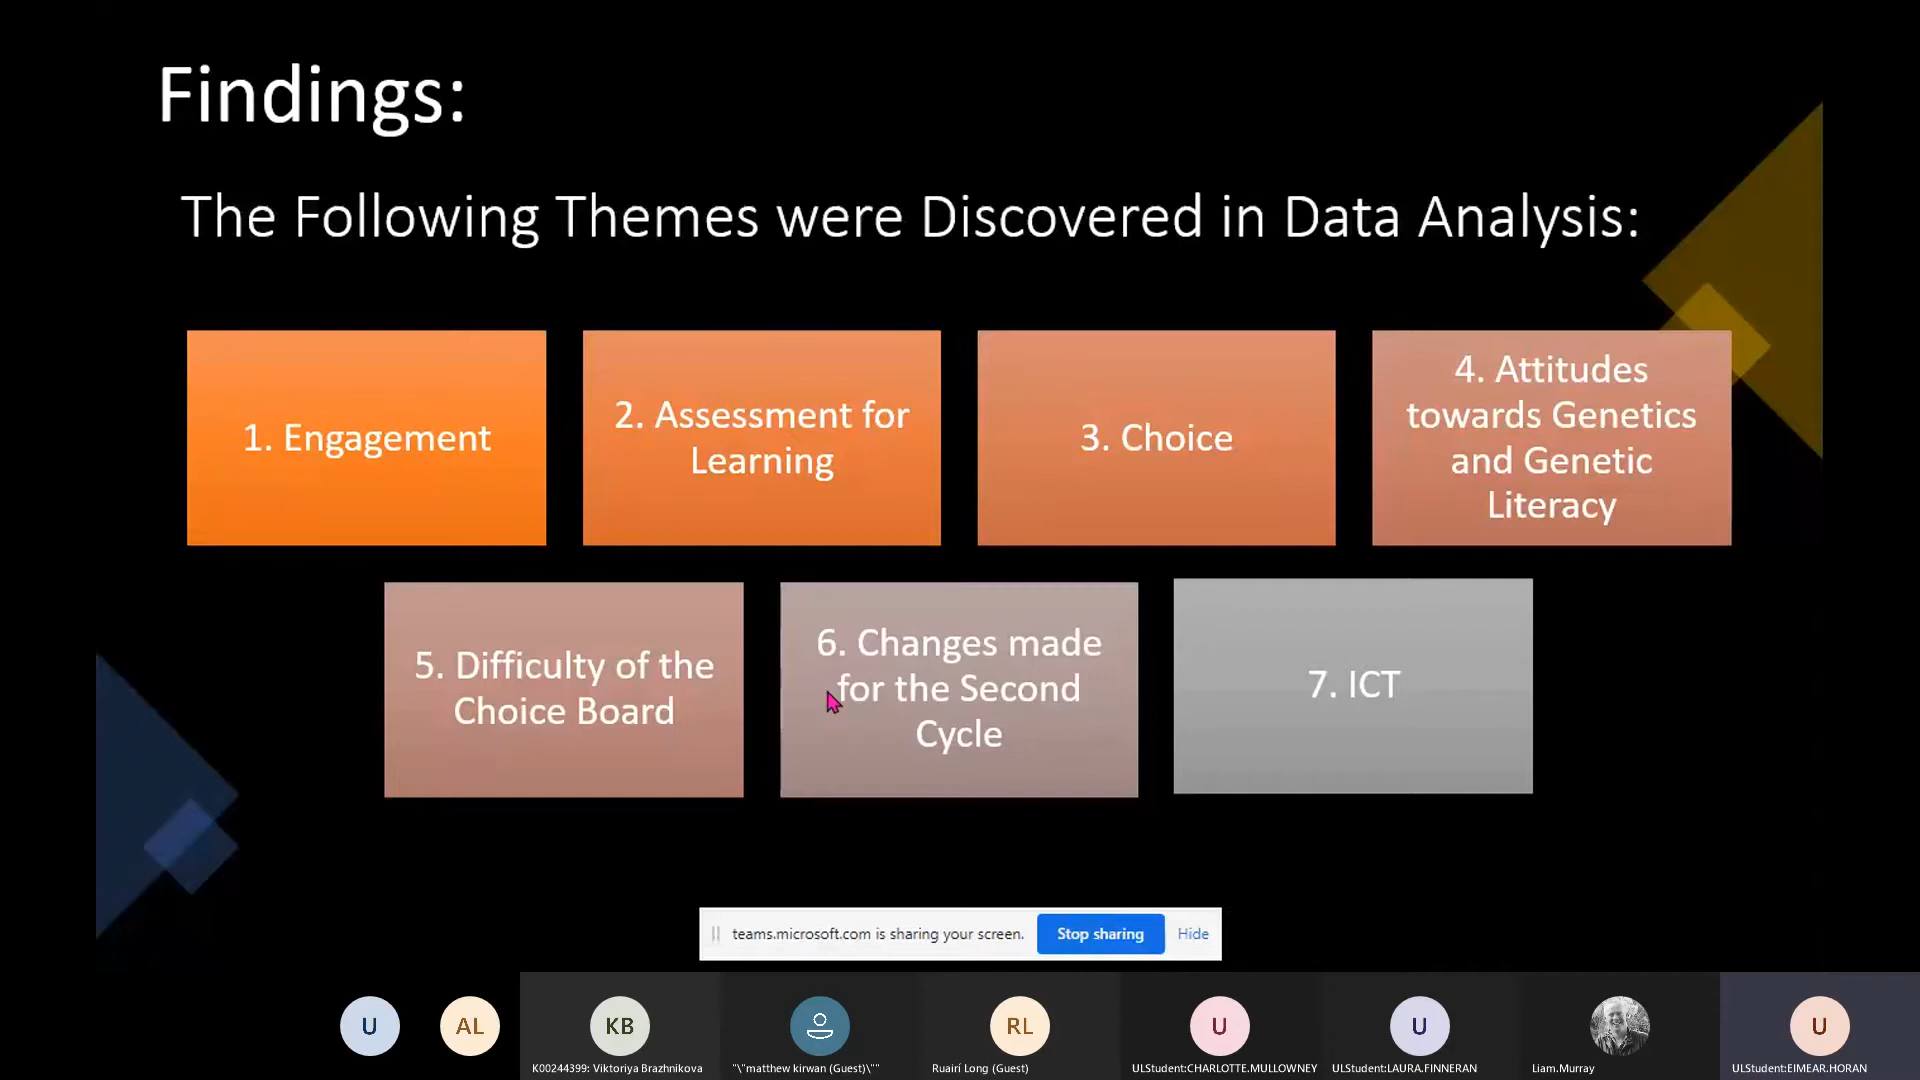 Findings:
The Following Themes were Discovered in Data Analysis:
1. Engagement
2. Assessment for
Learning
3. Choice
4. Attitudes
towards Genetics
and Genetic
Literacy
5. Difficulty of the
Choice Board
6. Changes made
for the Second
Cycle
7. ICT
teams.microsoft.com is sharing your screen.
Stop sharing
Hide
U
AL
KB
RL
U
U
U
K00244399: Viktoriya Brazhnikova
"\"matthew kirwan (Guest)\""
Ruairí Long (Guest)
ULStudent:CHARLOTTE.MULLOWNEY
ULStudent:LAURA.FINNERAN
Liam.Murray
ULStudent:EIMEAR.HORAN